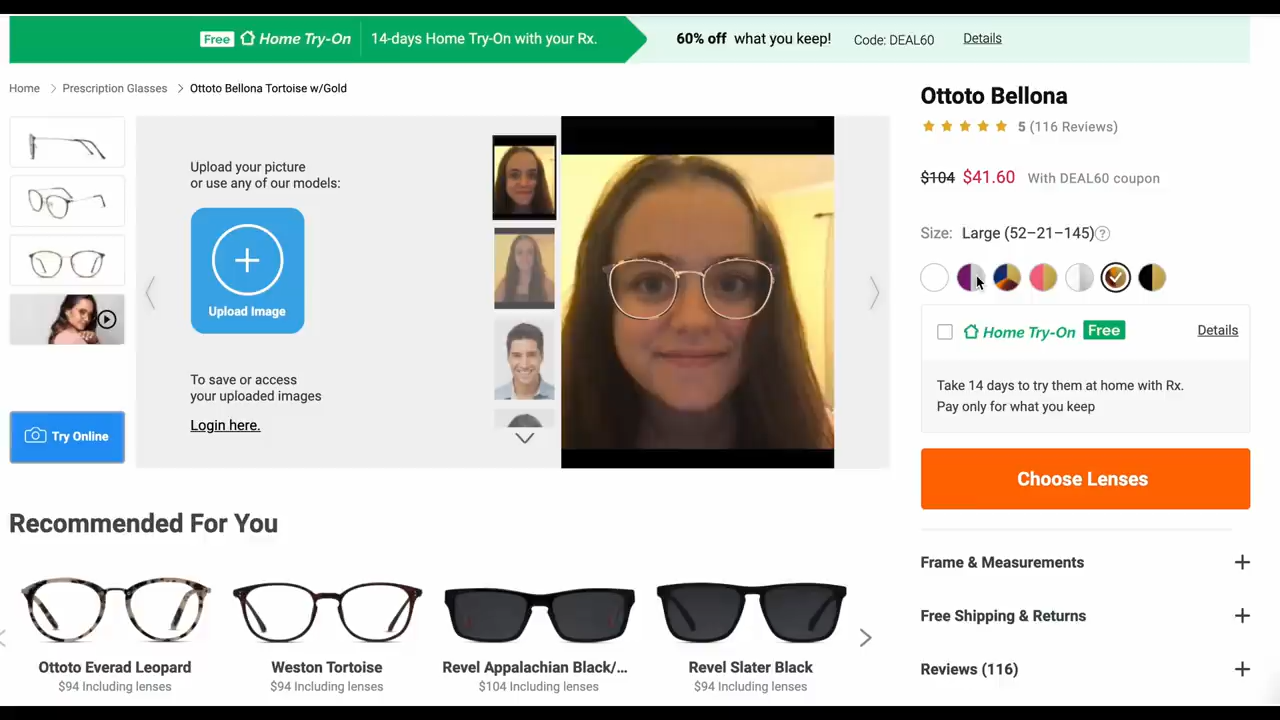 Free Home Try-On 14-days Home Try-On with your Rx. 60% off what you keep! Code: DEAL60 Details
Home > Prescription Glasses > Ottoto Bellona Tortoise w/Gold
Upload your picture
or use any of our models:
Upload Image
To save or access
your uploaded images
Login here.
Try Online
Ottoto Bellona
5 (116 Reviews)
$104 $41.60 With DEAL60 coupon
Size: Large (52-21-145) ?
Home Try-On Free Details
Take 14 days to try them at home with Rx.
Pay only for what you keep
Choose Lenses
Frame & Measurements
Free Shipping & Returns
Reviews (116)
Recommended For You
Ottoto Everad Leopard
$94 Including lenses
Weston Tortoise
$94 Including lenses
Revel Appalachian Black/...
$104 Including lenses
Revel Slater Black
$94 Including lenses